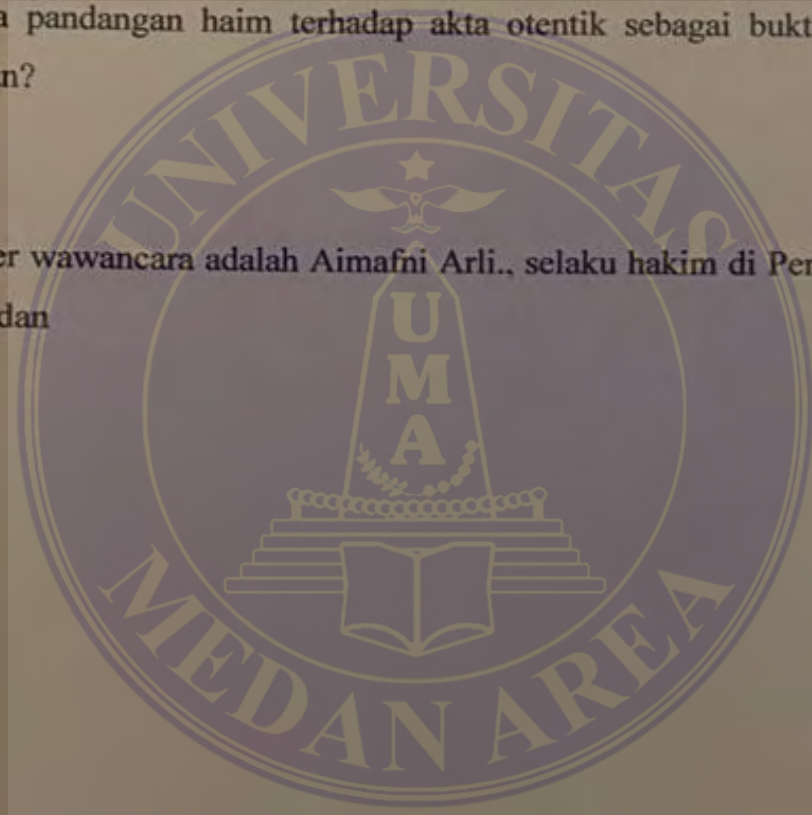 a pandangan haim terhadap akta otentik sebagai bukt
n?
er wawancara adalah Aimafni Arli., selaku hakim di Per
dan
UNIVERSITAS
UMA
MEDAN AREA